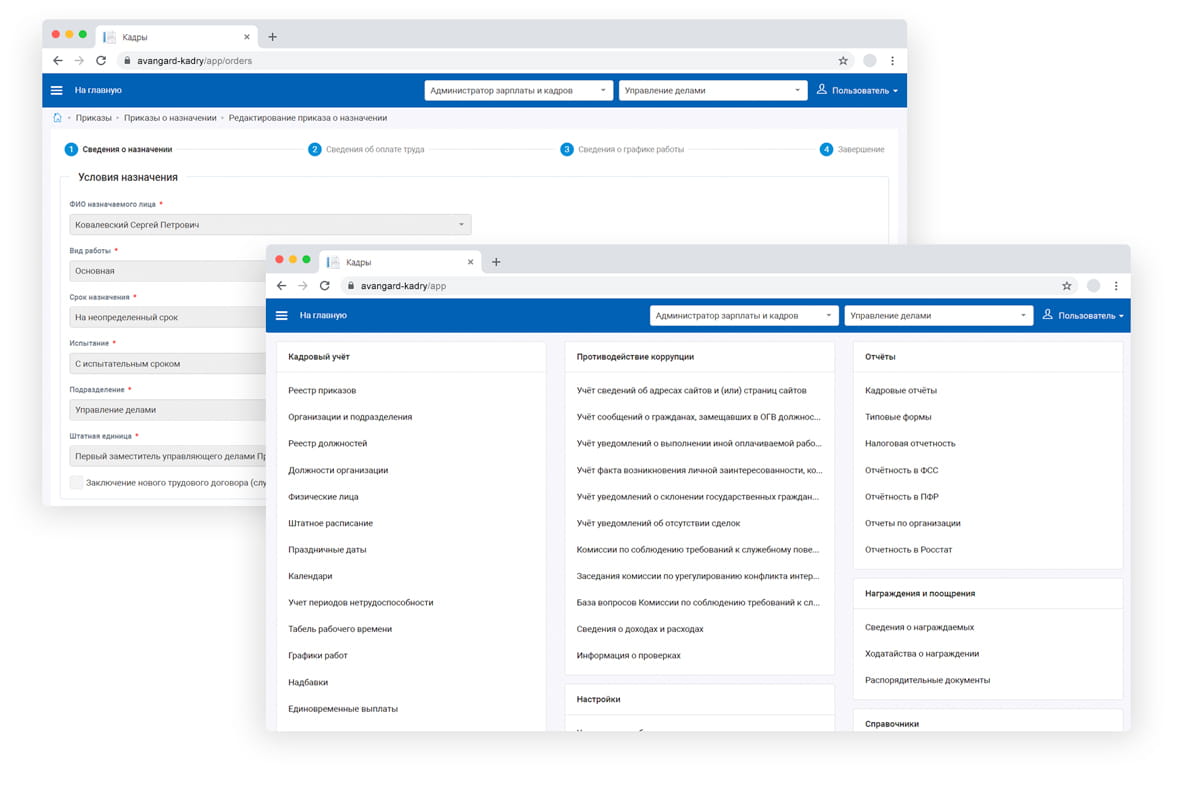 Кадры
avangard-kadry/app/orders
На главную
Администратор зарплаты и кадров
Управление делами
Пользователь
Приказы
Приказы о назначении
Редактирование приказа о назначении
1 Сведения о назначении
2 Сведения об оплате труда
3 Сведения о графике работы
4 Завершение
Условия назначения
ФИО назначаемого лица *
Ковалевский Сергей Петрович
Вид работы *
Основная
Срок назначения *
На неопределенный срок
Испытание *
С испытательным сроком
Подразделение *
Управление делами
Штатная единица *
Первый заместитель управляющего делами Пр
Заключение нового трудового договора (слу
Кадры
avangard-kadry/app
На главную
Администратор зарплаты и кадров
Управление делами
Пользователь
Кадровый учёт
Реестр приказов
Организации и подразделения
Реестр должностей
Должности организации
Физические лица
Штатное расписание
Праздничные даты
Календари
Учет периодов нетрудоспособности
Табель рабочего времени
Графики работ
Надбавки
Единовременные выплаты
Противодействие коррупции
Учёт сведений об адресах сайтов и (или) страниц сайтов
Учёт сообщений о гражданах, замещавших в ОГВ должнос...
Учёт уведомлений о выполнении иной оплачиваемой рабо...
Учёт факта возникновения личной заинтересованности, ко...
Учёт уведомлений о склонении государственных граждан...
Учёт уведомлений об отсутствии сделок
Комиссии по соблюдению требований к служебному пове...
Заседания комиссии по урегулированию конфликта интер...
База вопросов Комиссии по соблюдению требований к сл...
Сведения о доходах и расходах
Информация о проверках
Настройки
Отчёты
Кадровые отчёты
Типовые формы
Налоговая отчетность
Отчётность в ФСС
Отчётность в ПФР
Отчеты по организации
Отчетность в Росстат
Награждения и поощрения
Сведения о награждаемых
Ходатайства о награждении
Распорядительные документы
Справочники